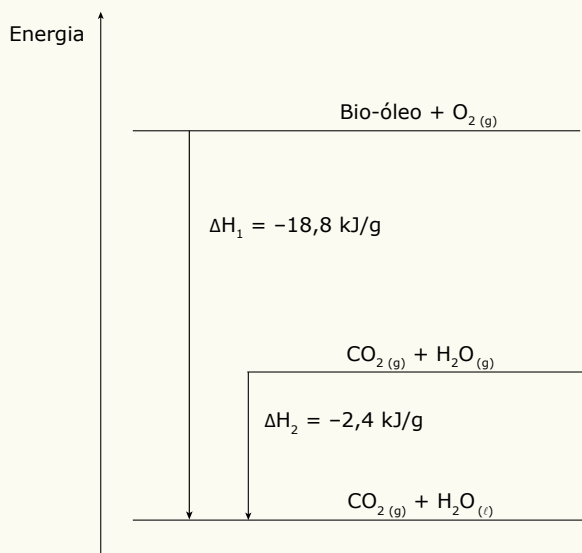 Energia
Bio-óleo + O₂ (g)
ΔH₁ = –18,8 kJ/g
CO₂ (g) + H₂O (g)
ΔH₂ = –2,4 kJ/g
CO₂ (g) + H₂O (ℓ)